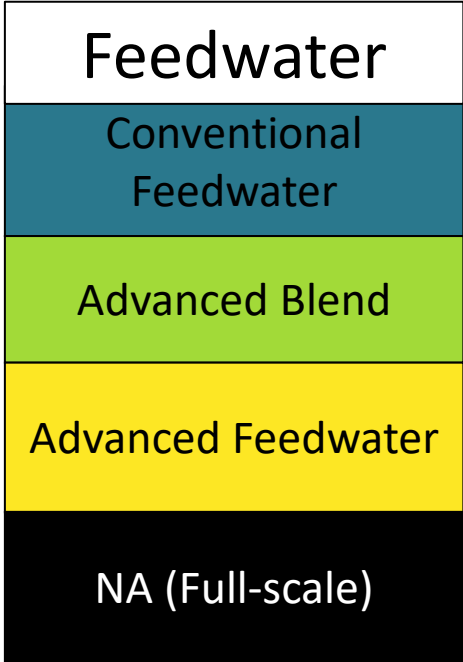 Feedwater
Conventional
Feedwater
Advanced Blend
Advanced Feedwater
NA (Full-scale)